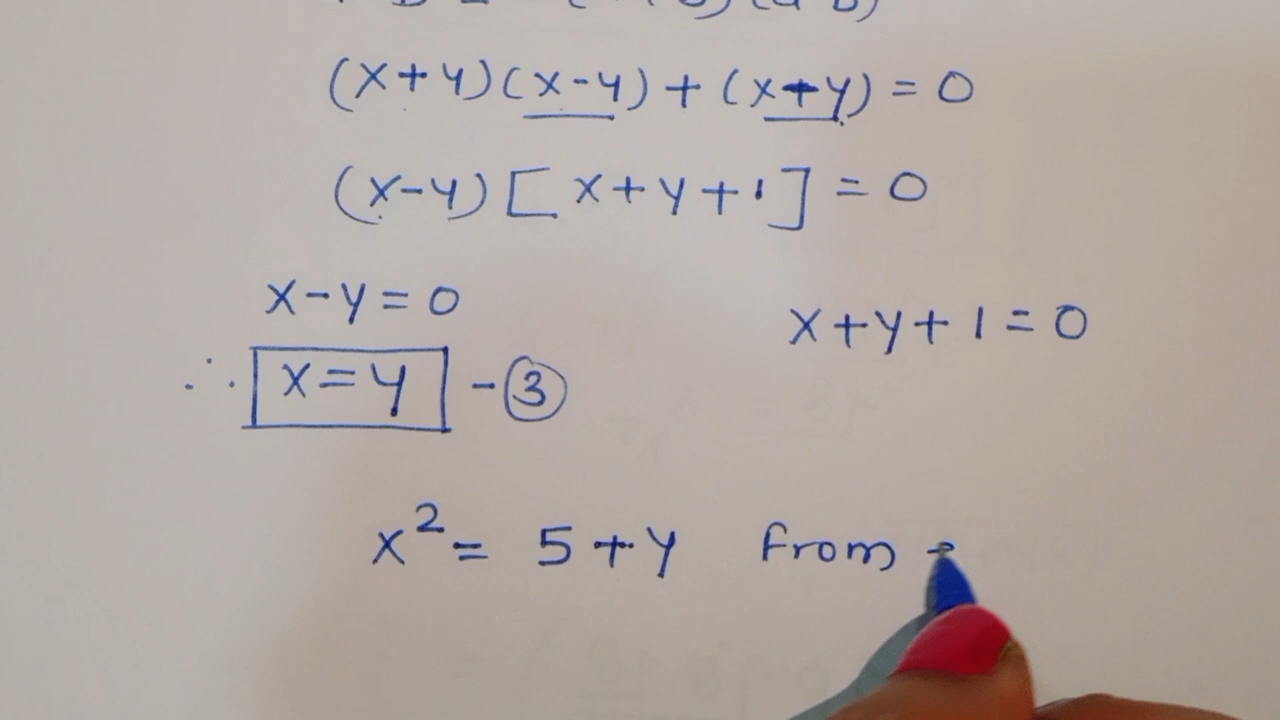 (x+y)(x-y)+(x+y)=0
(x-y)[x+y+1]=0
x-y=0
x+y+1=0
∴ x=y -③
x²= 5+y from